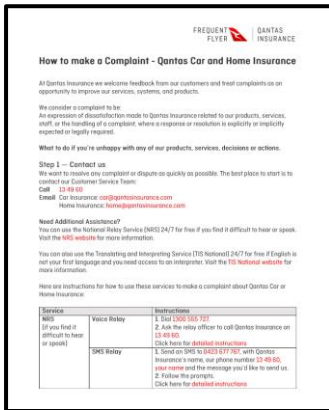 FREQUENT FLYER QANTAS INSURANCE
How to make a Complaint - Qantas Car and Home Insurance
At Qantas Insurance we welcome feedback from our customers and treat complaints as an
opportunity to improve our services, systems, and products.
We consider a complaint to be:
An expression of dissatisfaction made to Qantas Insurance related to our products, services,
staff, or the handling of a complaint, where a response or resolution is explicitly or implicitly
expected or legally required.
What to do if you're unhappy with any of our products, services, decisions or actions.
Step 1 — Contact us
We want to resolve any complaint or dispute as quickly as possible. The best place to start is to
contact our Customer Service Team:
Call 13 49 60
Email Car Insurance: car@qantasinsurance.com
Home Insurance: home@qantasinsurance.com
Need Additional Assistance?
You can use the National Relay Service (NRS) 24/7 for free if you find it difficult to hear or speak.
Visit the NRS website for more information.
You can also use the Translating and Interpreting Service (TIS National) 24/7 for free if English is
not your first language and you need access to an interpreter. Visit the TIS National website for
more information.
Here are instructions for how to use these services to make a complaint about Qantas Car or
Home Insurance:
Service Instructions
NRS Voice Relay 1. Dial 1300 555 727.
(if you find it 2. Ask the relay officer to call Qantas Insurance on
difficult to hear 13 49 60.
or speak) Click here for detailed instructions
SMS Relay 1. Send an SMS to 0423 677 767, with Qantas
Insurance's name, our phone number 13 49 60,
your name and the message you'd like to send us.
2. Follow the prompts.
Click here for detailed instructions